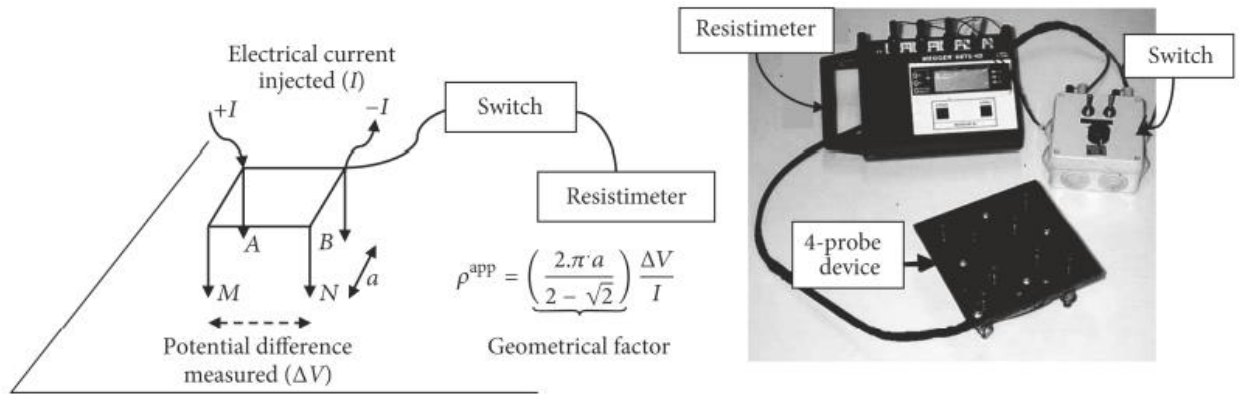 Electrical current
injected (I)
+I
−I
Switch
Resistimeter
A
B
M
N
a
Potential difference
measured (ΔV)
ρ^app = (2.π·a / 2 − √2) ΔV / I
Geometrical factor
Resistimeter
Switch
4-probe
device